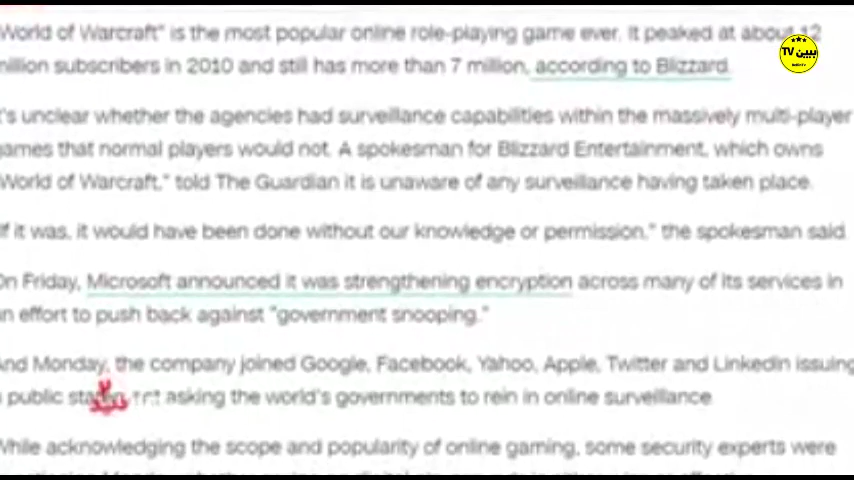 World of Warcraft" is the most popular online role-playing game ever. It peaked at about 12
million subscribers in 2010 and still has more than 7 million, according to Blizzard.
t's unclear whether the agencies had surveillance capabilities within the massively multi-player
games that normal players would not. A spokesman for Blizzard Entertainment, which owns
World of Warcraft," told The Guardian it is unaware of any surveillance having taken place.
If it was, it would have been done without our knowledge or permission," the spokesman said.
On Friday, Microsoft announced it was strengthening encryption across many of its services in
an effort to push back against "government snooping."
And Monday, the company joined Google, Facebook, Yahoo, Apple, Twitter and LinkedIn issuing
public asking the world's governments to rein in online surveillance
While acknowledging the scope and popularity of online gaming, some security experts were
ببین TV